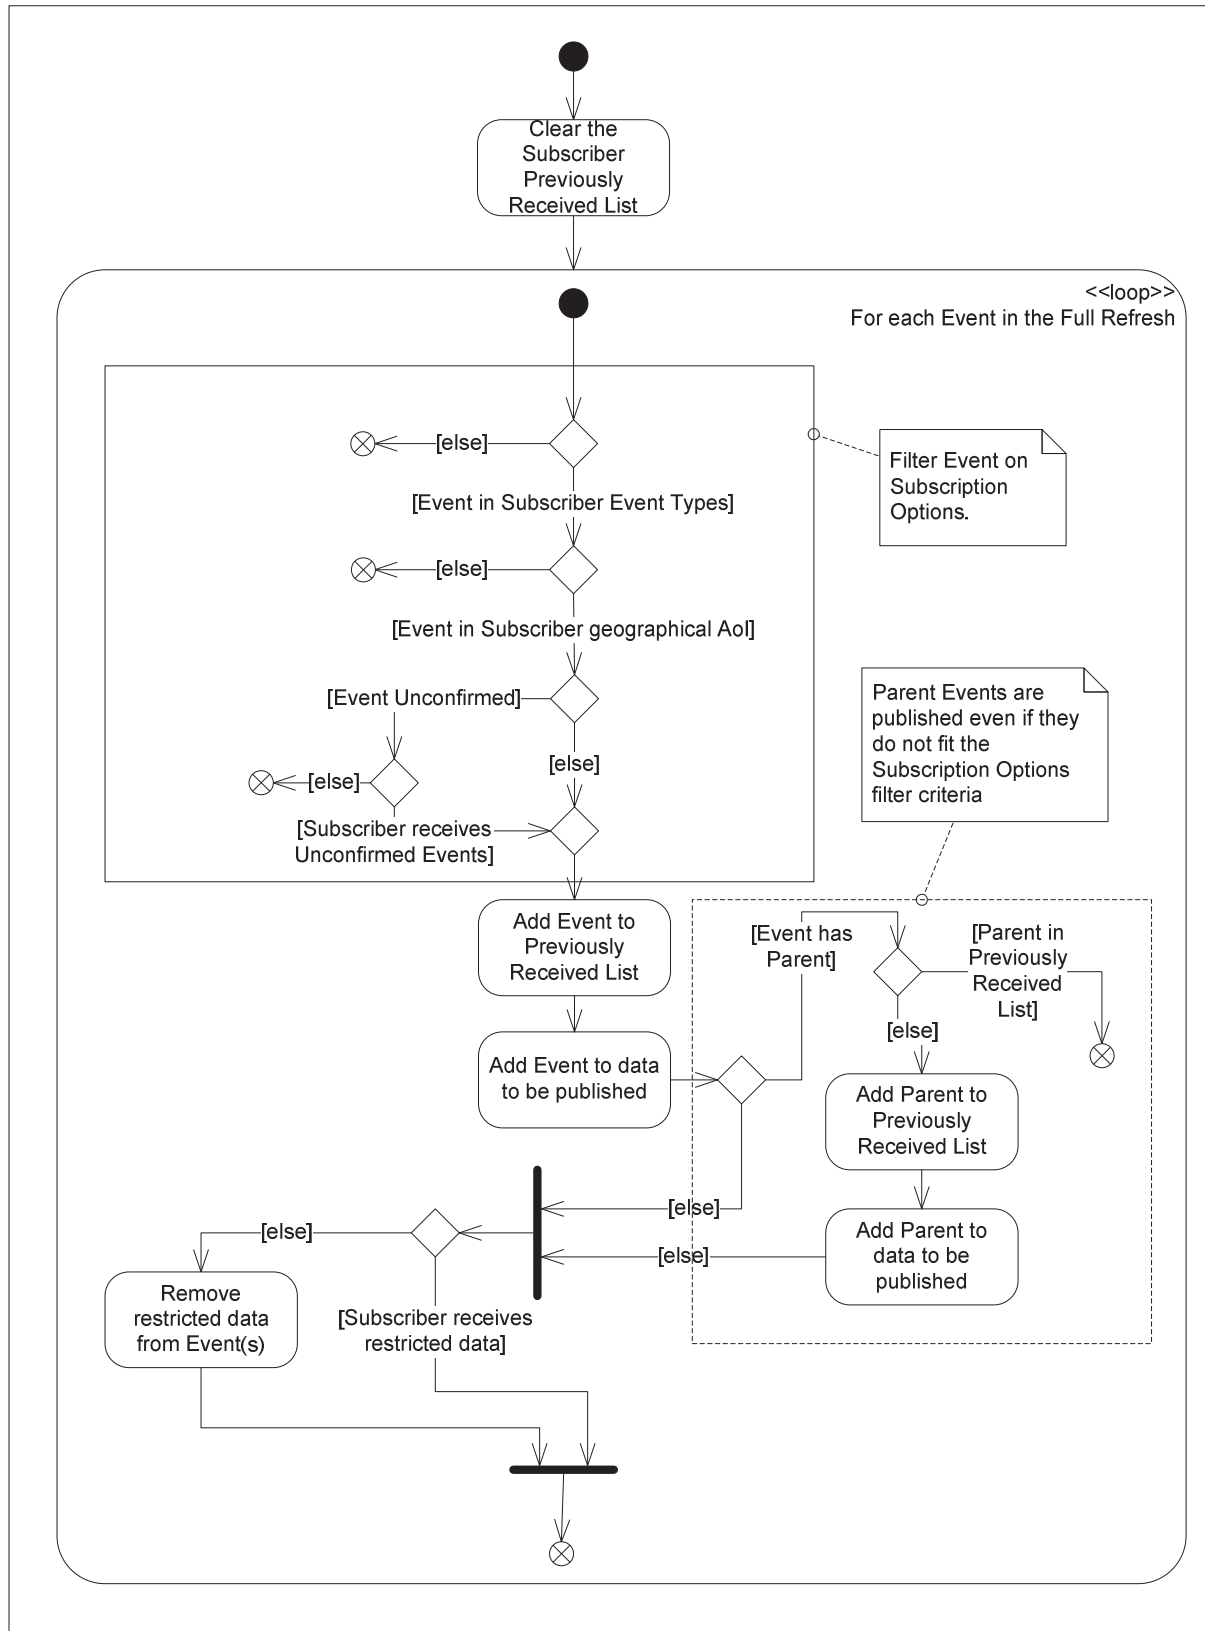 Clear the
Subscriber
Previously
Received List
<<loop>>
For each Event in the Full Refresh
[else]
Filter Event on
Subscription
Options.
[Event in Subscriber Event Types]
[else]
[Event in Subscriber geographical AoI]
[Event Unconfirmed]
Parent Events are
published even if they
do not fit the
Subscription Options
filter criteria
[else]
[else]
[Subscriber receives
Unconfirmed Events]
Add Event to
Previously
Received List
[Event has
Parent]
[Parent in
Previously
Received
List]
[else]
Add Event to data
to be published
Add Parent to
Previously
Received List
[else]
[else]
[else]
Add Parent to
data to be
published
Remove
restricted data
from Event(s)
[Subscriber receives
restricted data]